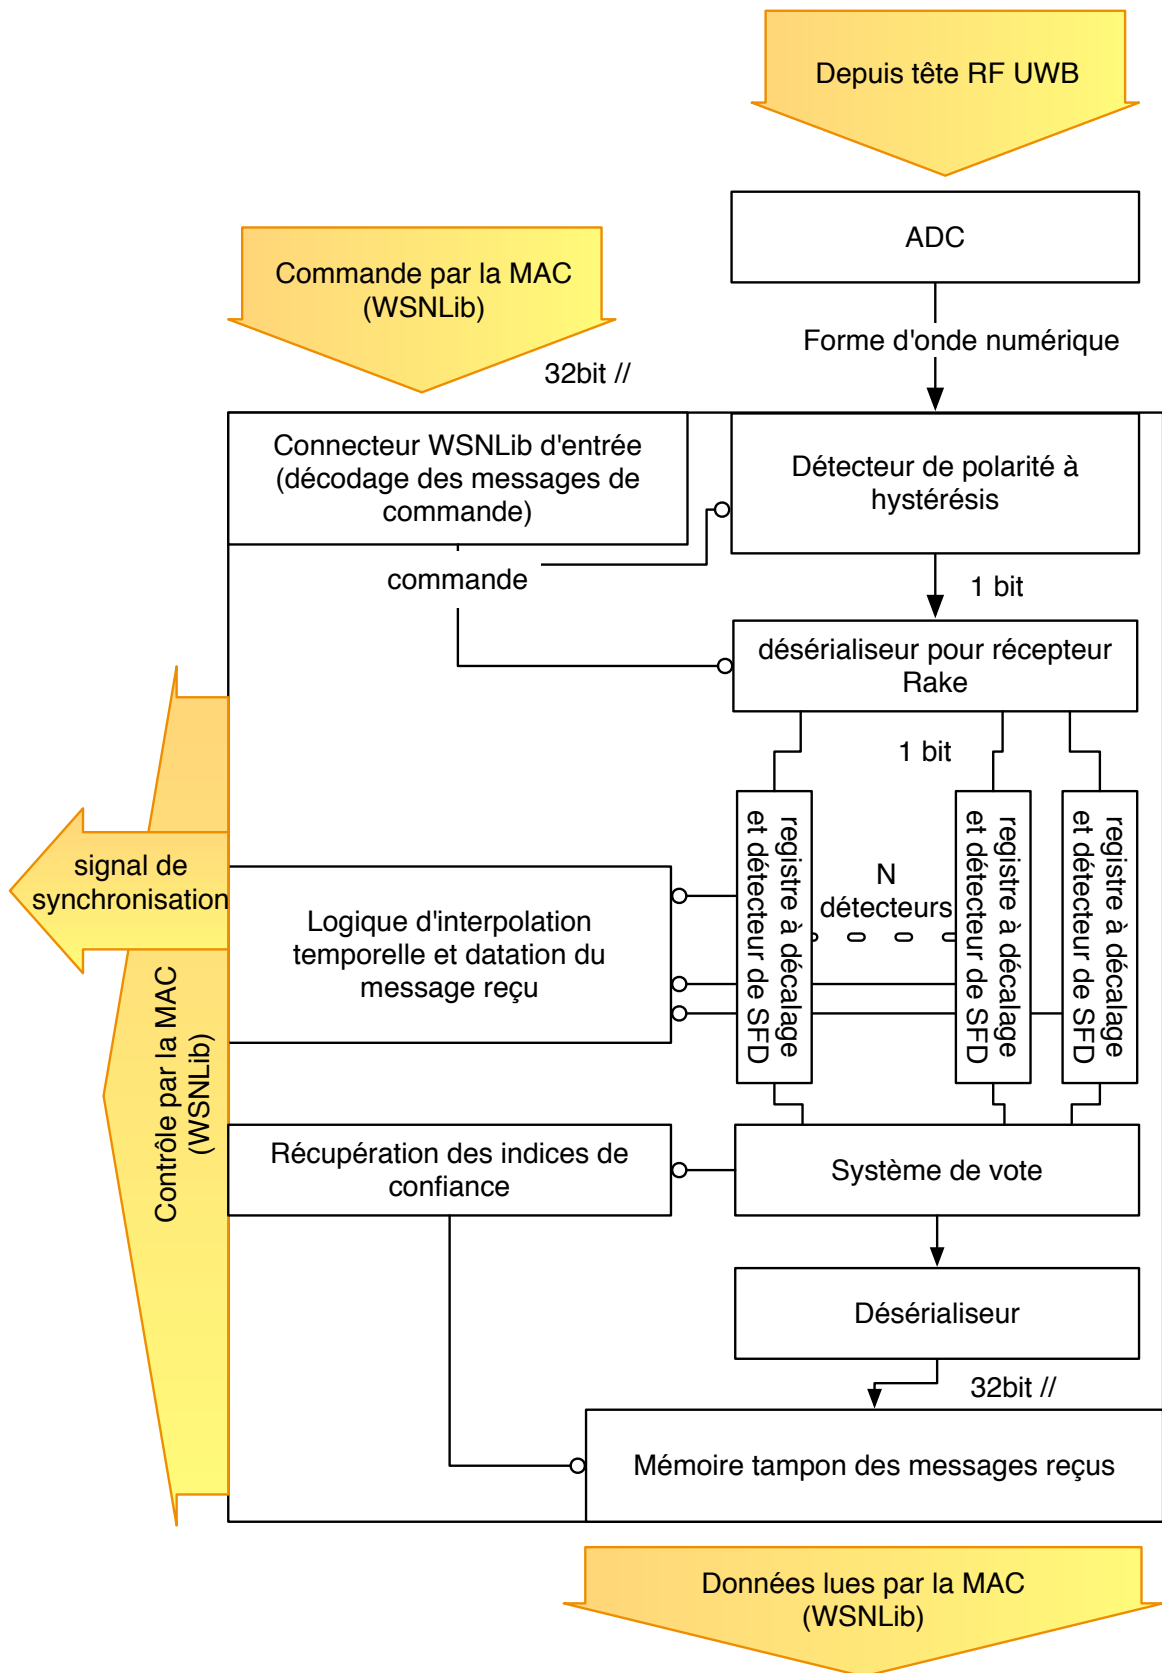 Depuis tête RF UWB
ADC
Commande par la MAC
(WSNLib)
Forme d'onde numérique
32bit //
Connecteur WSNLib d'entrée
(décodage des messages de
commande)
Détecteur de polarité à
hystérésis
commande
1 bit
désérialiseur pour récepteur
Rake
1 bit
registre à décalage
et détecteur de SFD
N
détecteurs
registre à décalage
et détecteur de SFD
registre à décalage
et détecteur de SFD
signal de
synchronisation
Logique d'interpolation
temporelle et datation du
message reçu
Contrôle par la MAC
(WSNLib)
Récupération des indices de
confiance
Système de vote
Désérialiseur
32bit //
Mémoire tampon des messages reçus
Données lues par la MAC
(WSNLib)